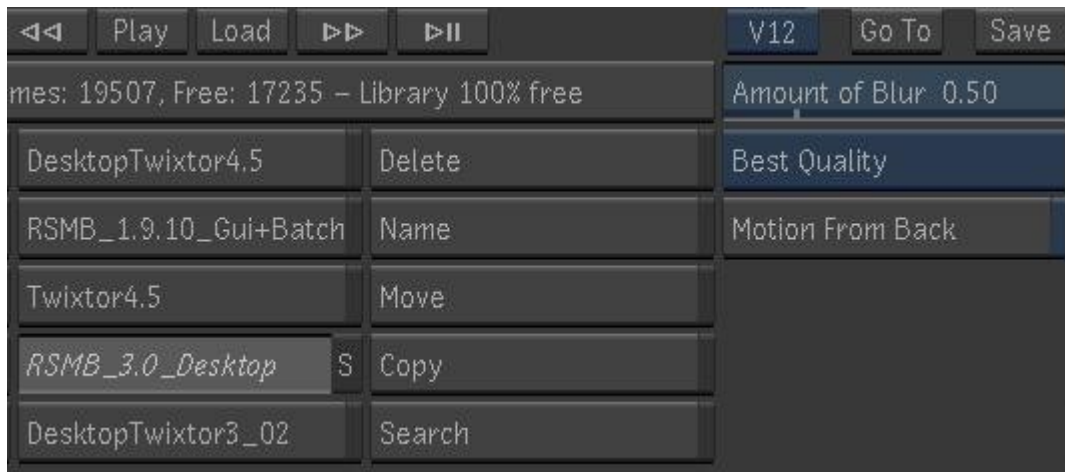 Play Load V12 Go To Save
mes: 19507, Free: 17235 – Library 100% free
Amount of Blur 0.50
DesktopTwixtor4.5
Delete
Best Quality
RSMB_1.9.10_Gui+Batch
Name
Motion From Back
Twixtor4.5
Move
RSMB_3.0_Desktop S
Copy
DesktopTwixtor3_02
Search